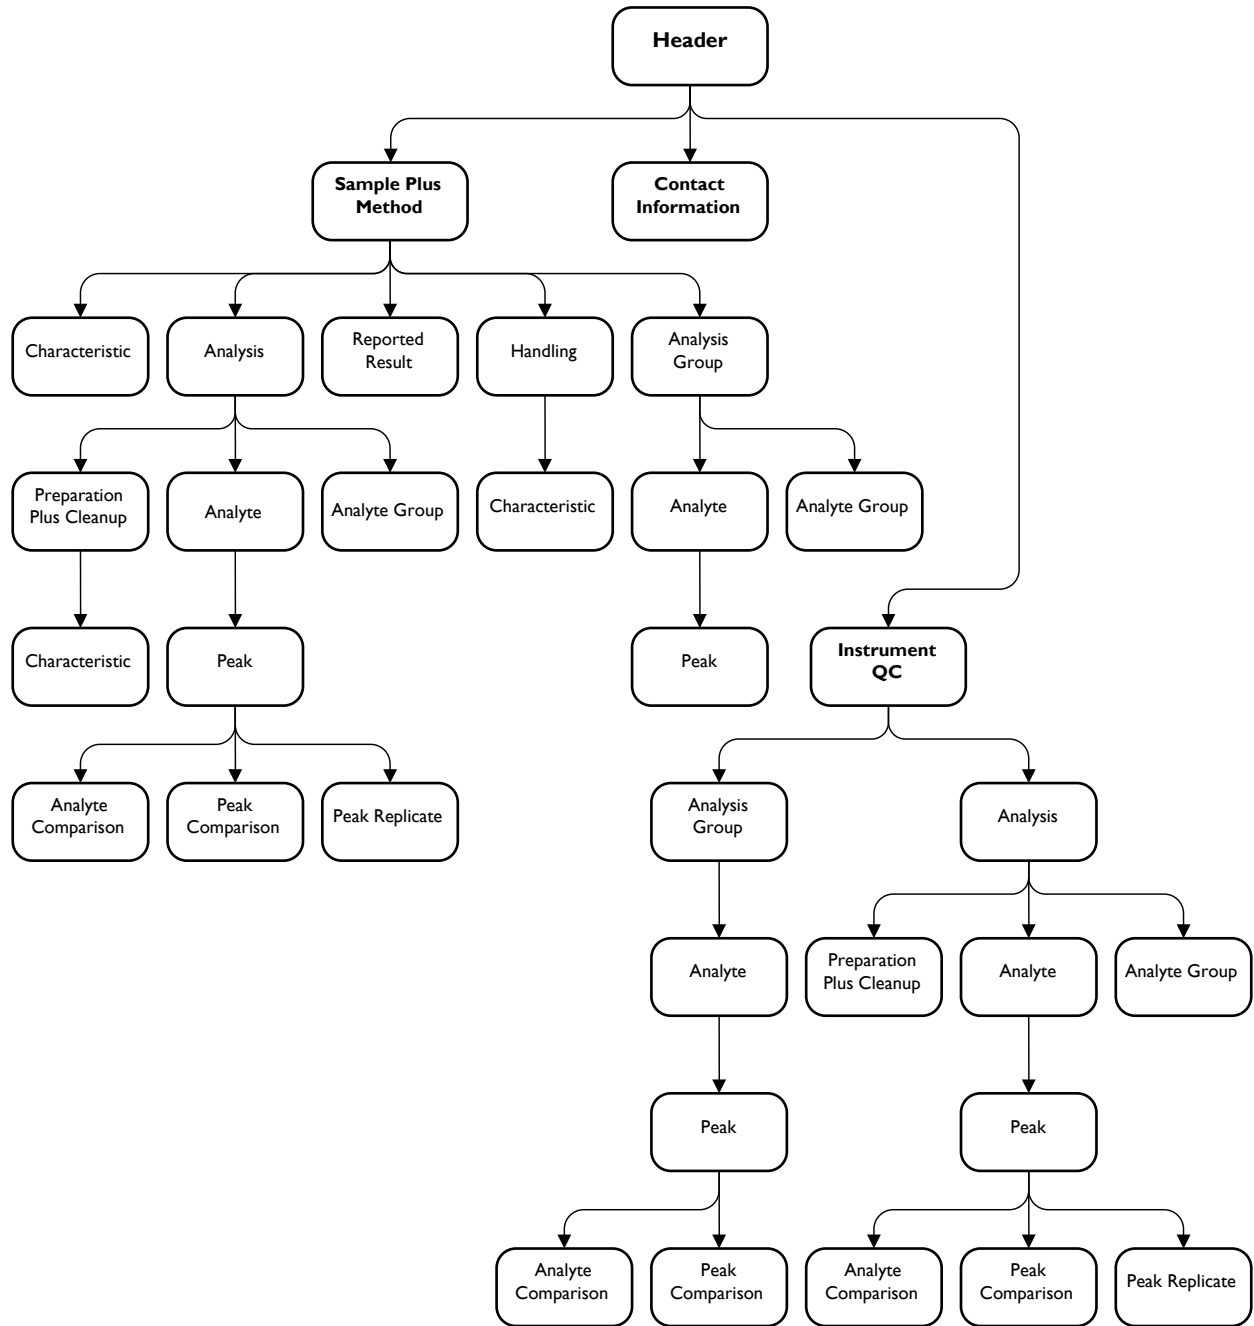 Header
Sample Plus
Method
Contact
Information
Characteristic
Analysis
Reported
Result
Handling
Analysis
Group
Preparation
Plus Cleanup
Analyte
Analyte Group
Characteristic
Analyte
Analyte Group
Characteristic
Peak
Peak
Instrument
QC
Analyte
Comparison
Peak
Comparison
Peak Replicate
Analysis
Group
Analysis
Analyte
Preparation
Plus Cleanup
Analyte
Analyte Group
Peak
Peak
Analyte
Comparison
Peak
Comparison
Analyte
Comparison
Peak
Comparison
Peak Replicate